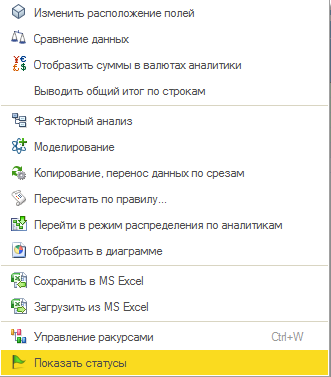 Изменить расположение полей
Сравнение данных
Отобразить суммы в валютах аналитики
Выводить общий итог по строкам
Факторный анализ
Моделирование
Копирование, перенос данных по срезам
Пересчитать по правилу...
Перейти в режим распределения по аналитикам
Отобразить в диаграмме
Сохранить в MS Excel
Загрузить из MS Excel
Управление ракурсами Ctrl+W
Показать статусы